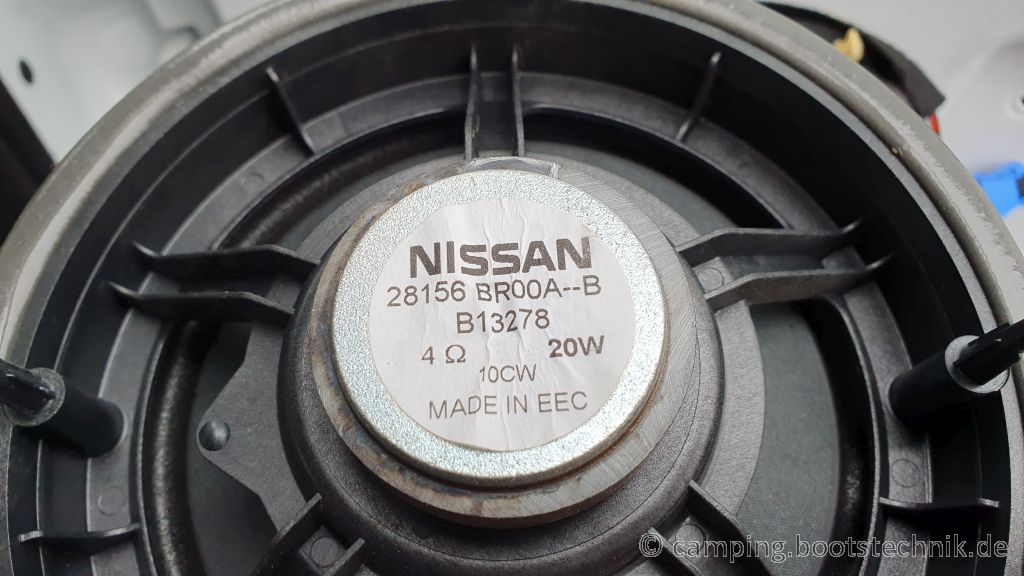 NISSAN
28156 BR00A--B
B13278
4 Ω 20W
10CW
MADE IN EEC
© camping.bootstechnik.de